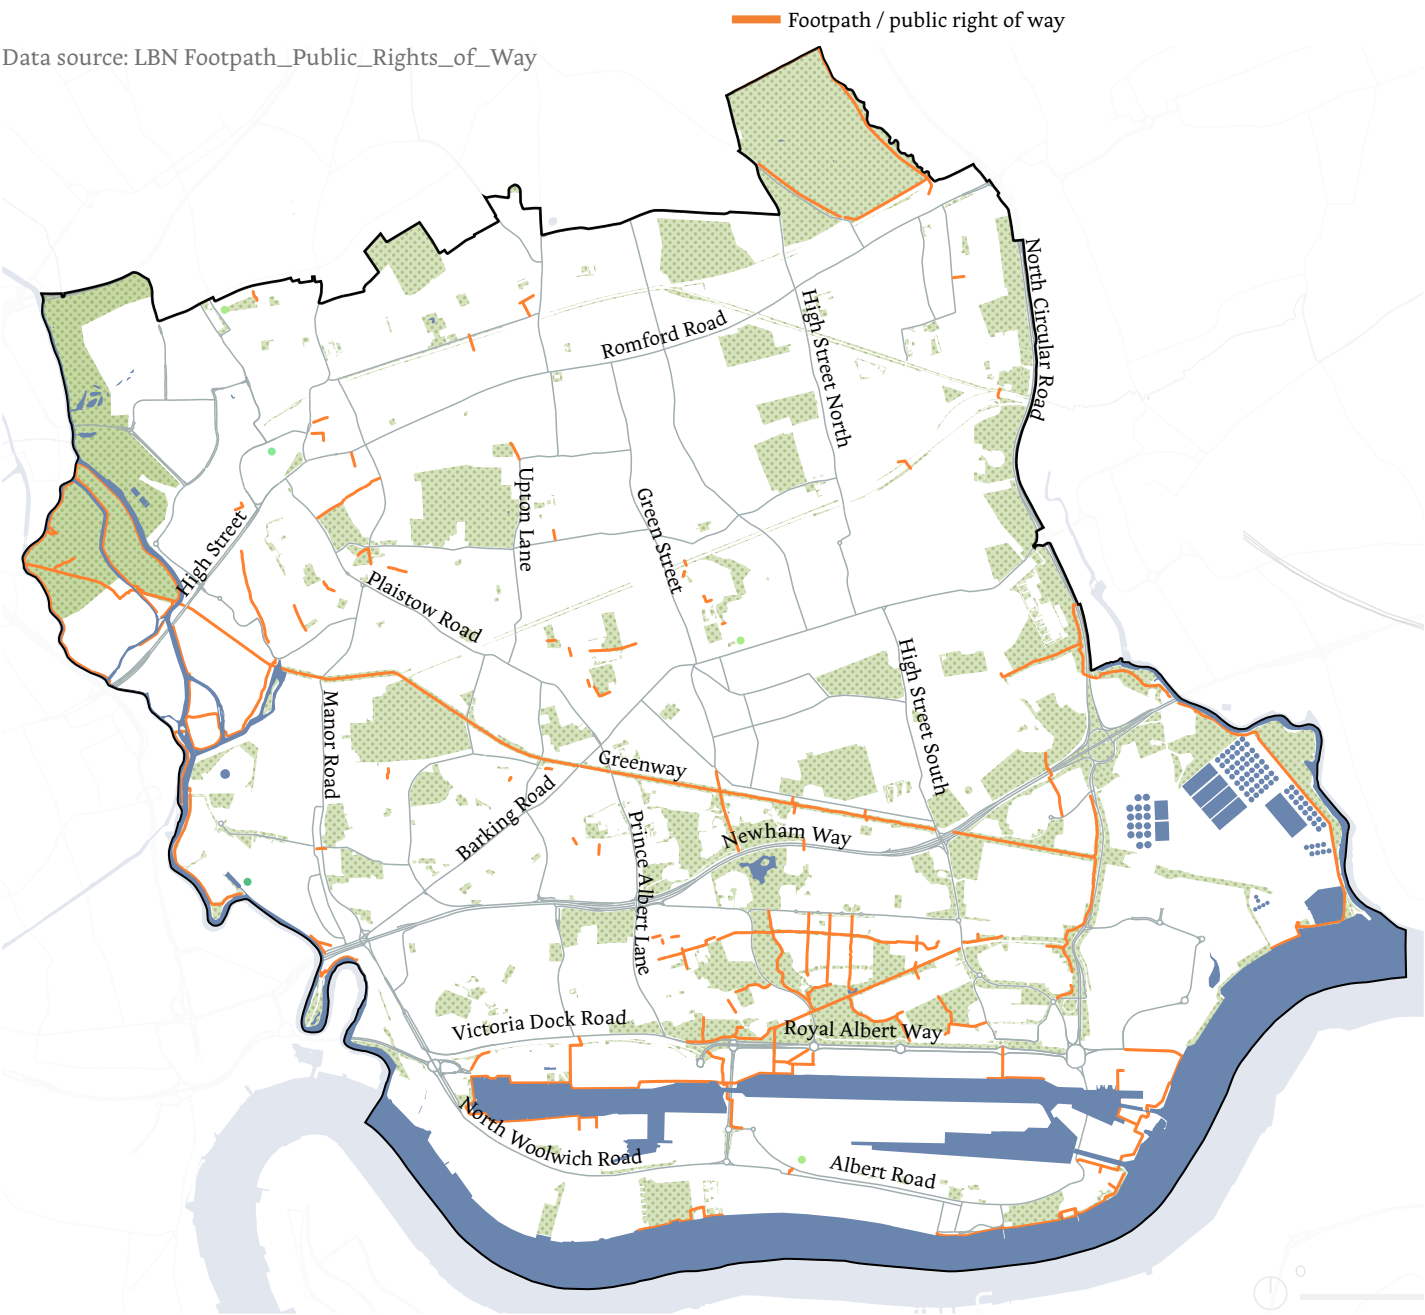 Footpath / public right of way
Data source: LBN Footpath_Public_Rights_of_Way
North Circular Road
High Street North
Romford Road
Upton Lane
Green Street
High Street
Plaistow Road
High Street South
Manor Road
Greenway
Barking Road
Prince Albert Lane
Newham Way
Victoria Dock Road
Royal Albert Way
North Woolwich Road
Albert Road
0